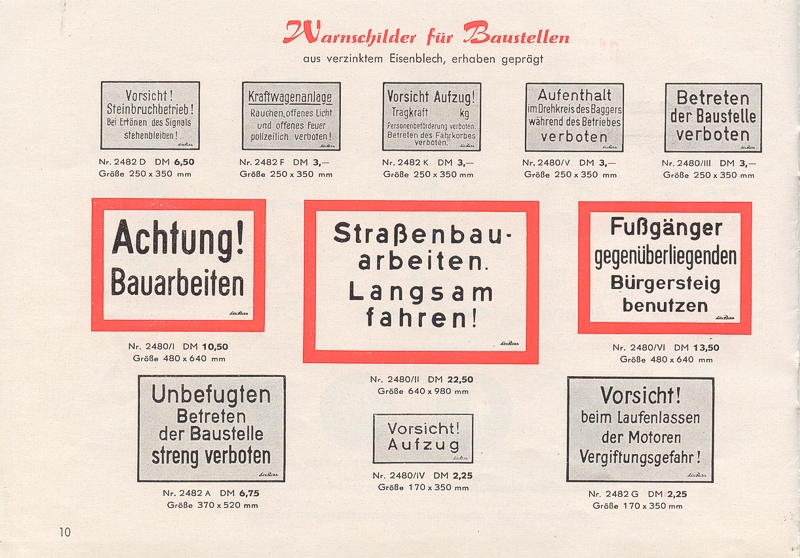 Warnschilder für Baustellen
aus verzinktem Eisenblech, erhaben geprägt
Vorsicht!
Steinbruchbetrieb!
Bei Ertönen des Signals
stehenbleiben!
Nr. 2482 D DM 6,50
Größe 250 x 350 mm
Kraftwagenanlage
Rauchen, offenes Licht
und offenes Feuer
polizeilich verboten!
Nr. 2482 F DM 3,—
Größe 250 x 350 mm
Vorsicht Aufzug!
Tragkraft kg
Personenbeförderung verboten.
Betreten des Fahrkorbes
verboten.
Nr. 2482 K DM 3,—
Größe 250 x 350 mm
Aufenthalt
im Drehkreis des Baggers
während des Betriebes
verboten
Nr. 2480/V DM 3,—
Größe 250 x 350 mm
Betreten
der Baustelle
verboten
Nr. 2480/III DM 3,—
Größe 250 x 350 mm
Achtung!
Bauarbeiten
Nr. 2480/I DM 10,50
Größe 480 x 640 mm
Straßenbau-
arbeiten.
Langsam
fahren!
Nr. 2480/II DM 22,50
Größe 640 x 980 mm
Fußgänger
gegenüberliegenden
Bürgersteig
benutzen
Nr. 2480/VI DM 13,50
Größe 480 x 640 mm
Unbefugten
Betreten
der Baustelle
streng verboten
Nr. 2482 A DM 6,75
Größe 370 x 520 mm
Vorsicht!
Aufzug
Nr. 2480/IV DM 2,25
Größe 170 x 350 mm
Vorsicht!
beim Laufenlassen
der Motoren
Vergiftungsgefahr!
Nr. 2482 G DM 2,25
Größe 170 x 350 mm
10